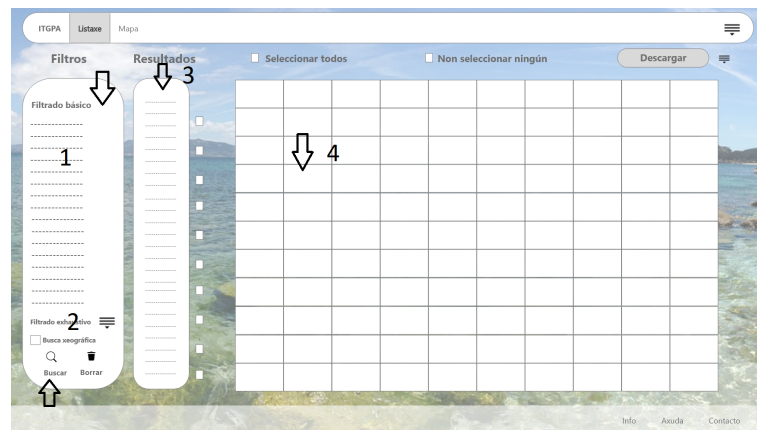 ITGPA Listaxe Mapa
Filtros Resultados Seleccionar todos Non seleccionar ningún Descargar
3
Filtrado básico
1
4
Filtrado exhaustivo
2
Busca xeográfica
Buscar Borrar
Info Axuda Contacto